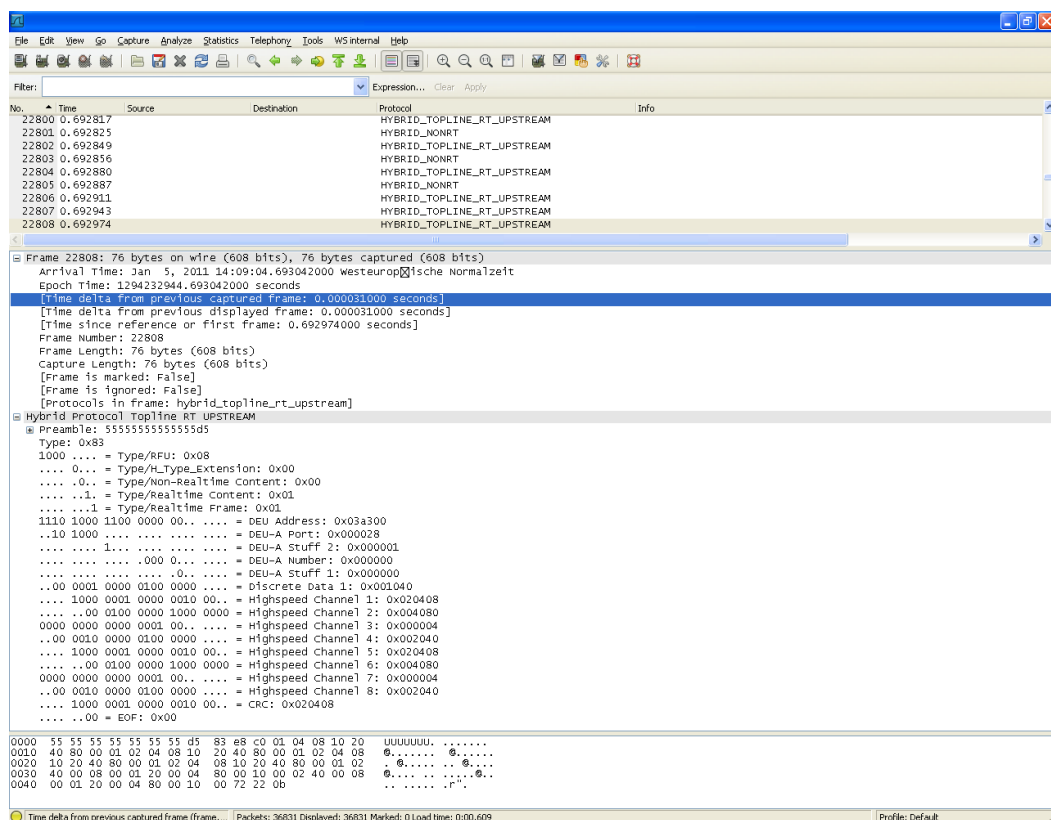 File Edit View Go Capture Analyze Statistics Telephony Tools WS internal Help
Filter: Expression... Clear Apply
No. Time Source Destination Protocol Info
22800 0.692817 HYBRID_TOPLINE_RT_UPSTREAM
22801 0.692825 HYBRID_NONRT
22802 0.692849 HYBRID_TOPLINE_RT_UPSTREAM
22803 0.692856 HYBRID_NONRT
22804 0.692880 HYBRID_TOPLINE_RT_UPSTREAM
22805 0.692887 HYBRID_NONRT
22806 0.692911 HYBRID_TOPLINE_RT_UPSTREAM
22807 0.692943 HYBRID_TOPLINE_RT_UPSTREAM
22808 0.692974 HYBRID_TOPLINE_RT_UPSTREAM
Frame 22808: 76 bytes on wire (608 bits), 76 bytes captured (608 bits)
Arrival Time: Jan 5, 2011 14:09:04.693042000 Westeurop☒ische Normalzeit
Epoch Time: 1294232944.693042000 seconds
[Time delta from previous captured frame: 0.000031000 seconds]
[Time delta from previous displayed frame: 0.000031000 seconds]
[Time since reference or first frame: 0.692974000 seconds]
Frame Number: 22808
Frame Length: 76 bytes (608 bits)
Capture Length: 76 bytes (608 bits)
[Frame is marked: False]
[Frame is ignored: False]
[Protocols in frame: hybrid_topline_rt_upstream]
Hybrid Protocol Topline RT UPSTREAM
Preamble: 55555555555555d5
Type: 0x83
1000 .... = Type/RFU: 0x08
.... 0... = Type/H_Type_Extension: 0x00
.... .0.. = Type/Non-Realtime Content: 0x00
.... ..1. = Type/Realtime Content: 0x01
.... ...1 = Type/Realtime Frame: 0x01
1110 1000 1100 0000 00.. .... = DEU Address: 0x03a300
..10 1000 .... .... .... .... = DEU-A Port: 0x000028
.... .... 1... .... .... .... = DEU-A Stuff 2: 0x000001
.... .... .... .000 0... .... = DEU-A Number: 0x000000
.... .... .... .... .0.. .... = DEU-A Stuff 1: 0x000000
..00 0001 0000 0100 0000 .... = Discrete Data 1: 0x001040
.... 1000 0001 0000 0010 00.. = Highspeed Channel 1: 0x020408
.... ..00 0100 0000 1000 0000 = Highspeed Channel 2: 0x004080
0000 0000 0000 0001 00.. .... = Highspeed Channel 3: 0x000004
..00 0010 0000 0100 0000 .... = Highspeed Channel 4: 0x002040
.... 1000 0001 0000 0010 00.. = Highspeed Channel 5: 0x020408
.... ..00 0100 0000 1000 0000 = Highspeed Channel 6: 0x004080
0000 0000 0000 0001 00.. .... = Highspeed Channel 7: 0x000004
..00 0010 0000 0100 0000 .... = Highspeed Channel 8: 0x002040
.... 1000 0001 0000 0010 00.. = CRC: 0x020408
.... ..00 = EOF: 0x00
0000 55 55 55 55 55 55 55 d5 83 e8 c0 01 04 08 10 20 UUUUUUU. .......
0010 40 80 00 01 02 04 08 10 20 40 80 00 01 02 04 08 @....... @......
0020 10 20 40 80 00 01 02 04 08 10 20 40 80 00 01 02 . @..... .. @....
0030 40 00 08 00 01 20 00 04 80 00 10 00 02 40 00 08 @.... .. .....@..
0040 00 01 20 00 04 80 00 10 00 72 22 0b .. ..... .r".
Time delta from previous captured frame (frame.... Packets: 36831 Displayed: 36831 Marked: 0 Load time: 0:00.609 Profile: Default